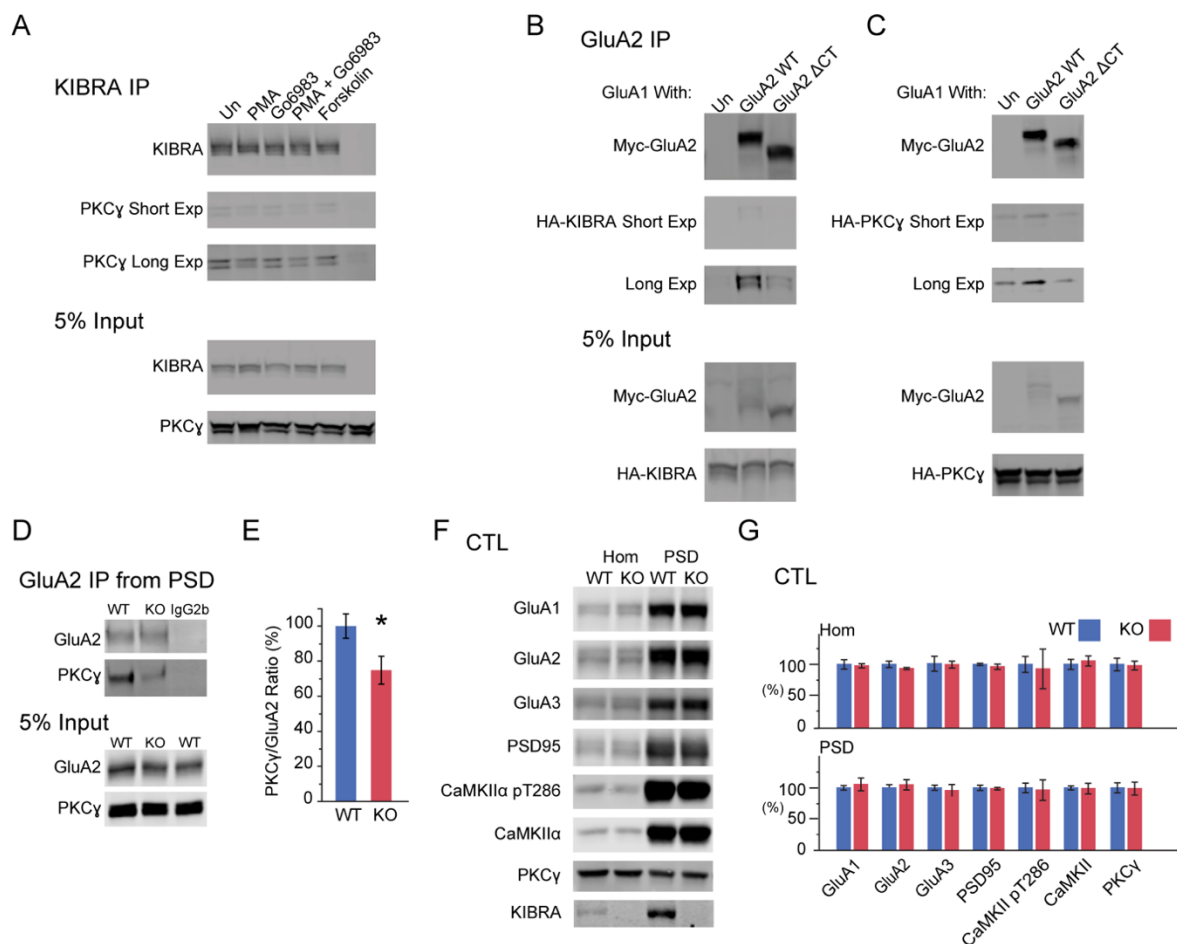 A
KIBRA IP
Un PMA Go6983 PMA + Go6983 Forskolin
KIBRA
PKCɣ Short Exp
PKCɣ Long Exp
5% Input
KIBRA
PKCɣ
B
GluA2 IP
GluA1 With: Un GluA2 WT GluA2 ΔCT
Myc-GluA2
HA-KIBRA Short Exp
Long Exp
5% Input
Myc-GluA2
HA-KIBRA
C
GluA1 With: Un GluA2 WT GluA2 ΔCT
Myc-GluA2
HA-PKCɣ Short Exp
Long Exp
Myc-GluA2
HA-PKCɣ
D
GluA2 IP from PSD
WT KO IgG2b
GluA2
PKCɣ
5% Input
WT KO WT
GluA2
PKCɣ
E
PKCγ/GluA2 Ratio (%)
100
80
60
40
20
0
*
WT KO
F
CTL
Hom PSD
WT KO WT KO
GluA1
GluA2
GluA3
PSD95
CaMKIIα pT286
CaMKIIα
PKCγ
KIBRA
G
CTL
Hom WT KO
100
(%)
50
0
PSD
100
(%)
50
0
GluA1 GluA2 GluA3 PSD95 CaMKII pT286 CaMKII PKCγ